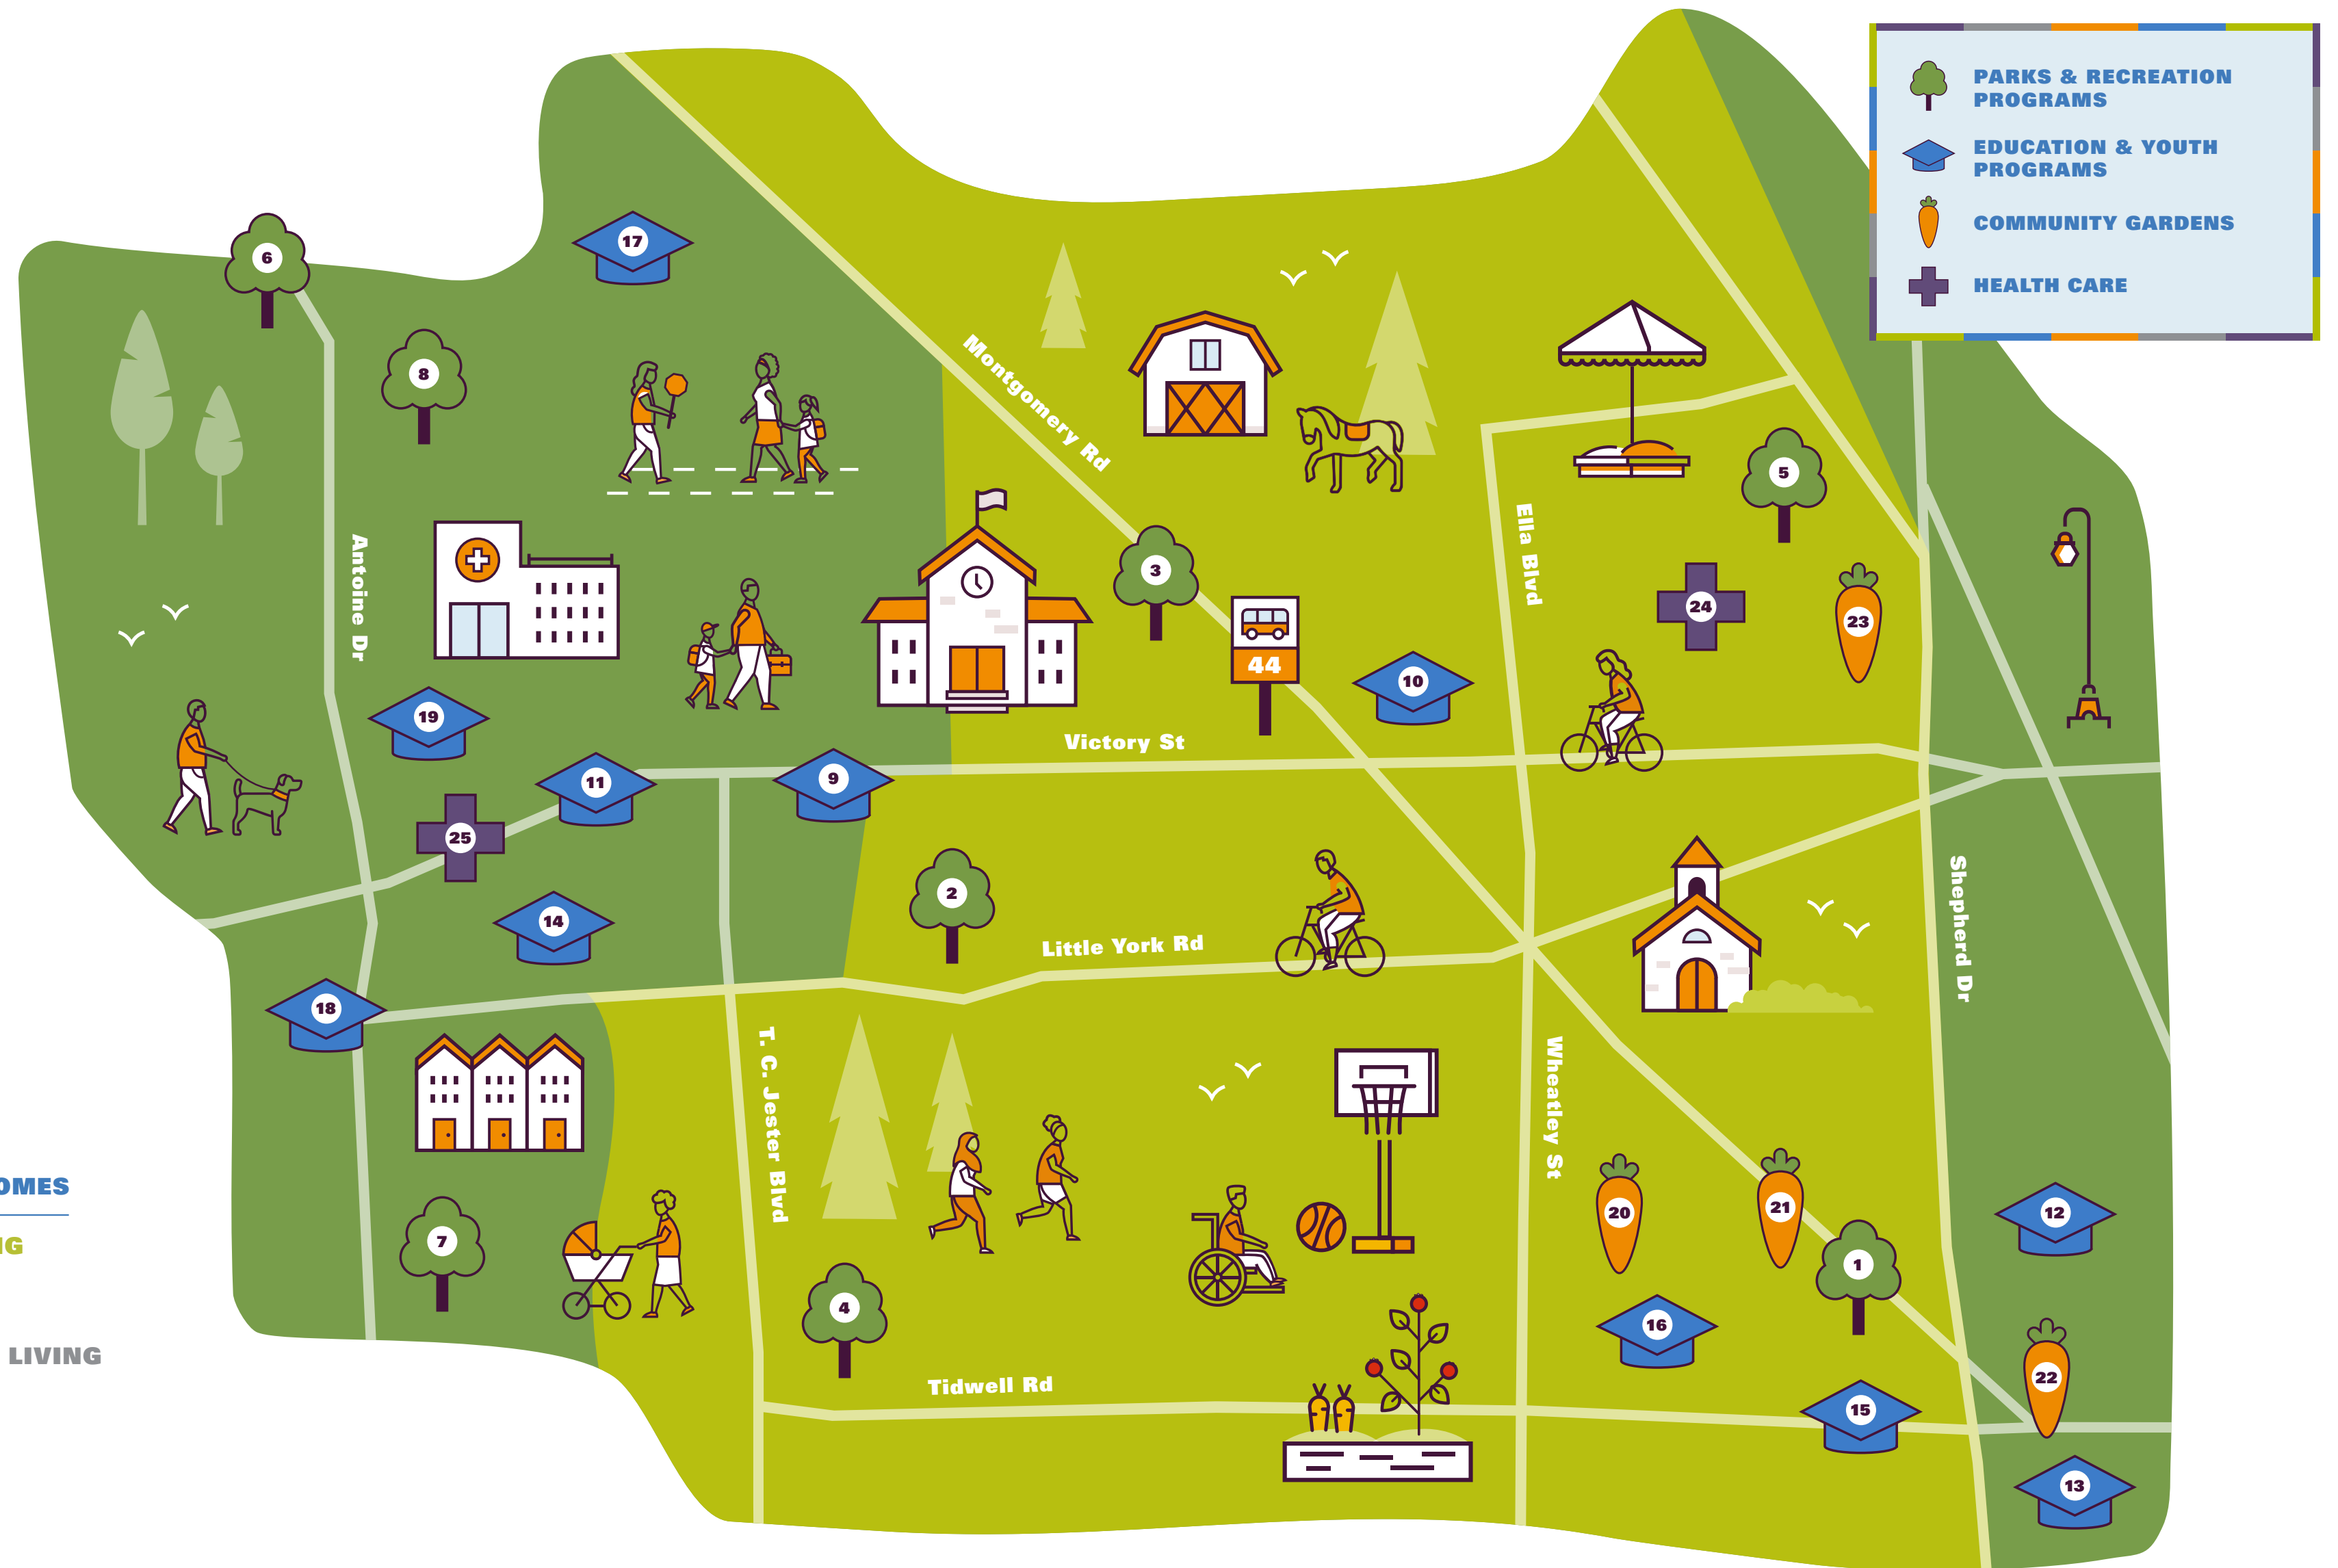 PARKS & RECREATION
PROGRAMS
EDUCATION & YOUTH
PROGRAMS
COMMUNITY GARDENS
HEALTH CARE
6
17
8
Montgomery Rd
5
Antoine Dr
Ella Blvd
3
24
23
44
10
19
Victory St
11
9
25
2
14
Little York Rd
Shepherd Dr
18
T. C. Jester Blvd
Wheatley St
OMES
20
21
12
7
NG
1
4
16
LIVING
22
Tidwell Rd
15
13